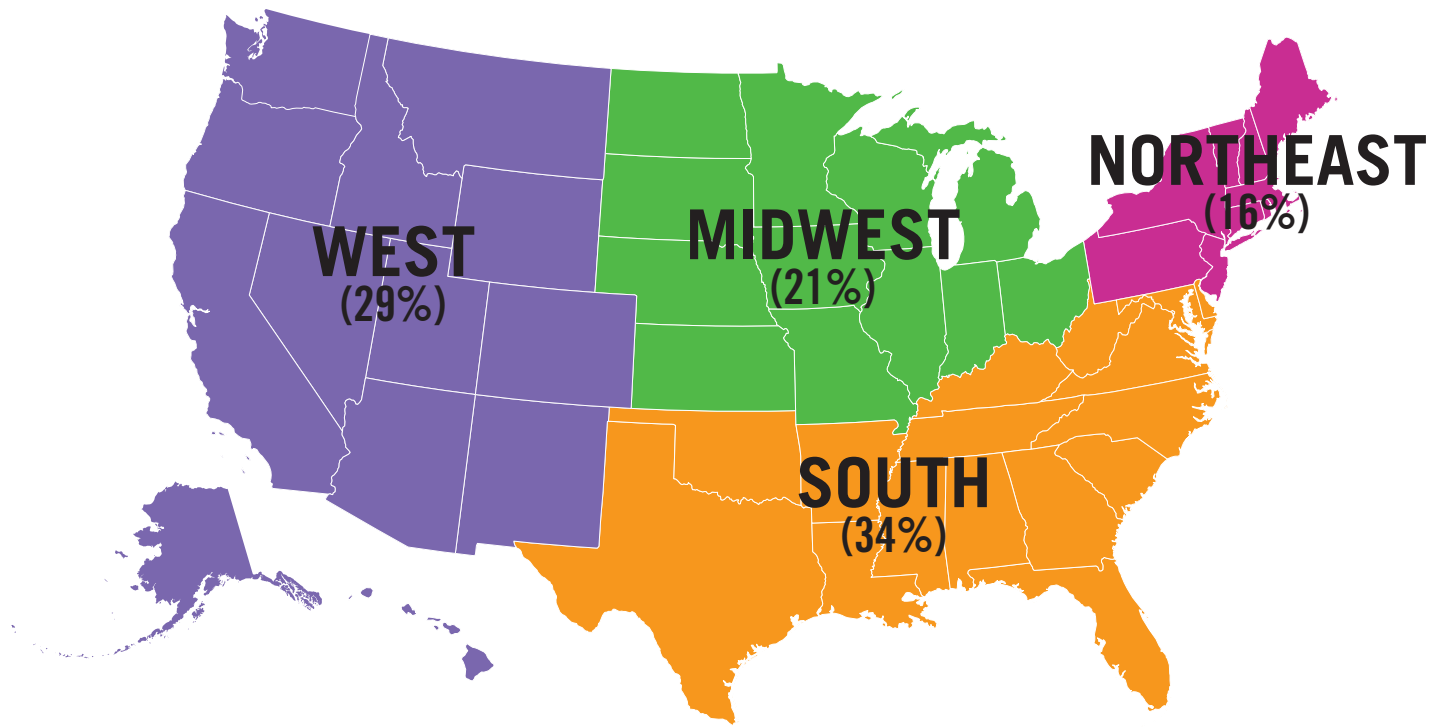 NORTHEAST
(16%)
WEST
(29%)
MIDWEST
(21%)
SOUTH
(34%)